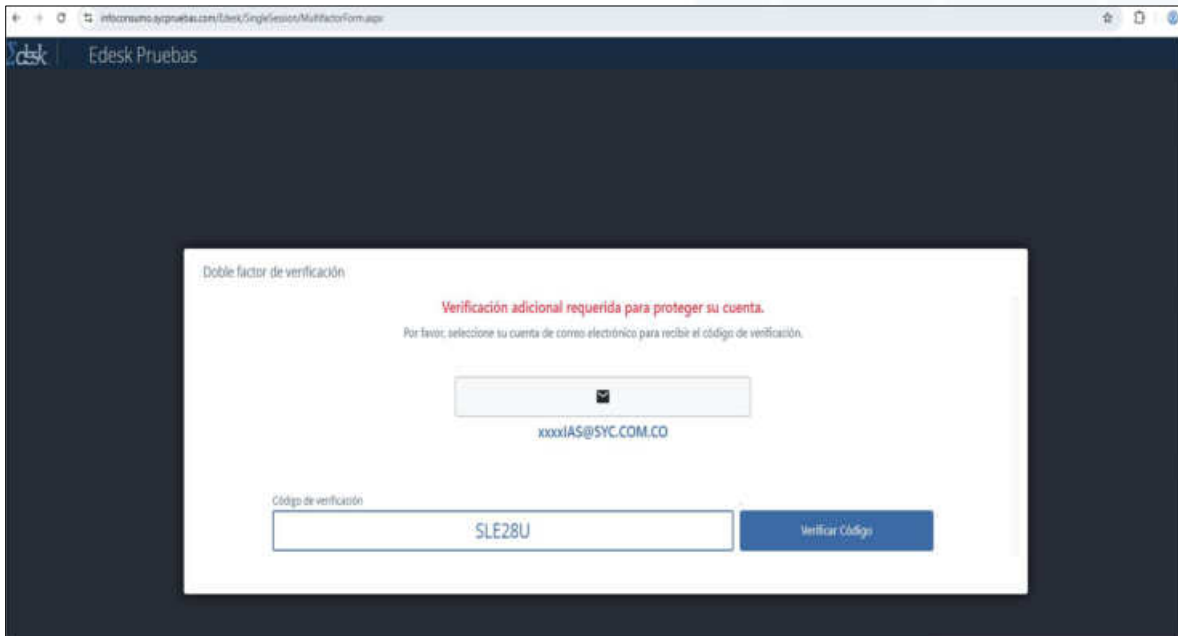 infoconsumo.sycpruebas.com/Edesk/SingleSession/MultifactorForm.aspx
Σdesk Edesk Pruebas
Doble factor de verificación
Verificación adicional requerida para proteger su cuenta.
Por favor, seleccione su cuenta de correo electrónico para recibir el código de verificación.
xxxxIAS@SYC.COM.CO
Código de verificación
SLE28U Verificar Código